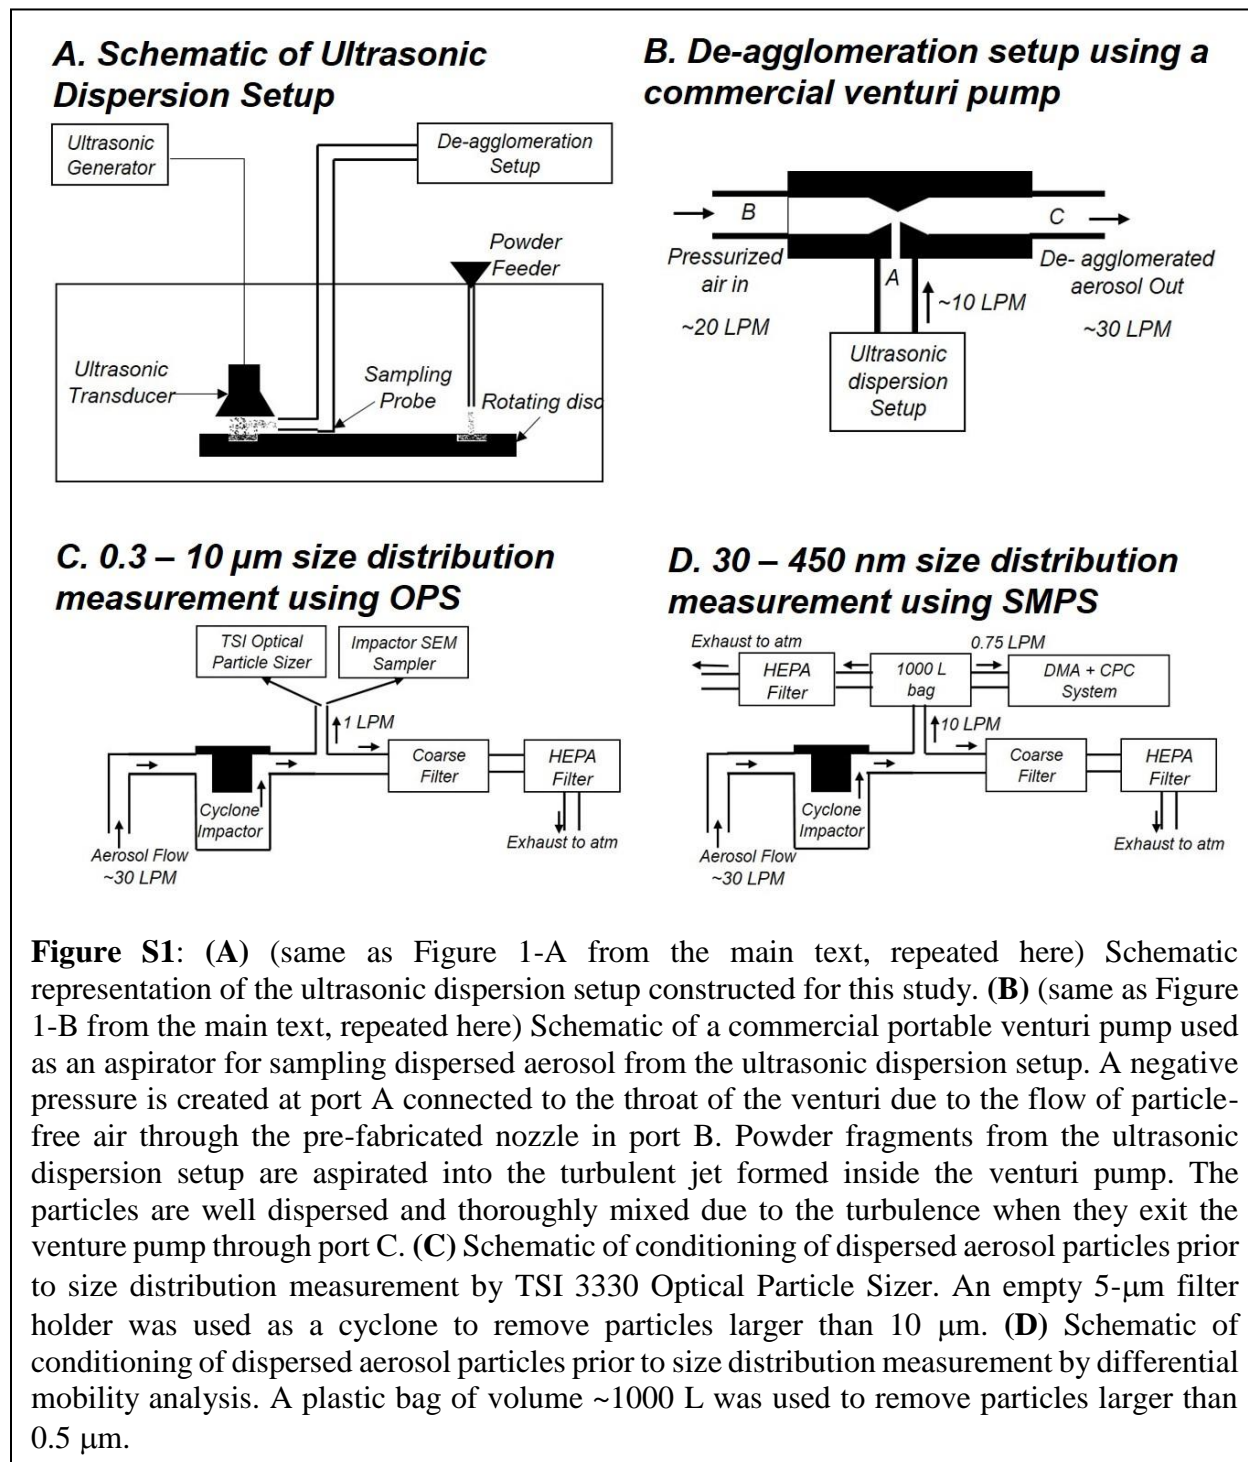 A. Schematic of Ultrasonic
Dispersion Setup
Ultrasonic
Generator
De-agglomeration
Setup
Powder
Feeder
Ultrasonic
Transducer
Sampling
Probe
Rotating disc
B. De-agglomeration setup using a
commercial venturi pump
B
C
Pressurized
air in
~20 LPM
A
~10 LPM
De- agglomerated
aerosol Out
~30 LPM
Ultrasonic
dispersion
Setup
C. 0.3 – 10 µm size distribution
measurement using OPS
TSI Optical
Particle Sizer
Impactor SEM
Sampler
1 LPM
Coarse
Filter
HEPA
Filter
Cyclone
Impactor
Exhaust to atm
Aerosol Flow
~30 LPM
D. 30 – 450 nm size distribution
measurement using SMPS
Exhaust to atm
0.75 LPM
HEPA
Filter
1000 L
bag
DMA + CPC
System
10 LPM
Coarse
Filter
HEPA
Filter
Cyclone
Impactor
Exhaust to atm
Aerosol Flow
~30 LPM
Figure S1: (A) (same as Figure 1-A from the main text, repeated here) Schematic
representation of the ultrasonic dispersion setup constructed for this study. (B) (same as Figure
1-B from the main text, repeated here) Schematic of a commercial portable venturi pump used
as an aspirator for sampling dispersed aerosol from the ultrasonic dispersion setup. A negative
pressure is created at port A connected to the throat of the venturi due to the flow of particle-
free air through the pre-fabricated nozzle in port B. Powder fragments from the ultrasonic
dispersion setup are aspirated into the turbulent jet formed inside the venturi pump. The
particles are well dispersed and thoroughly mixed due to the turbulence when they exit the
venture pump through port C. (C) Schematic of conditioning of dispersed aerosol particles prior
to size distribution measurement by TSI 3330 Optical Particle Sizer. An empty 5-µm filter
holder was used as a cyclone to remove particles larger than 10 µm. (D) Schematic of
conditioning of dispersed aerosol particles prior to size distribution measurement by differential
mobility analysis. A plastic bag of volume ~1000 L was used to remove particles larger than
0.5 µm.